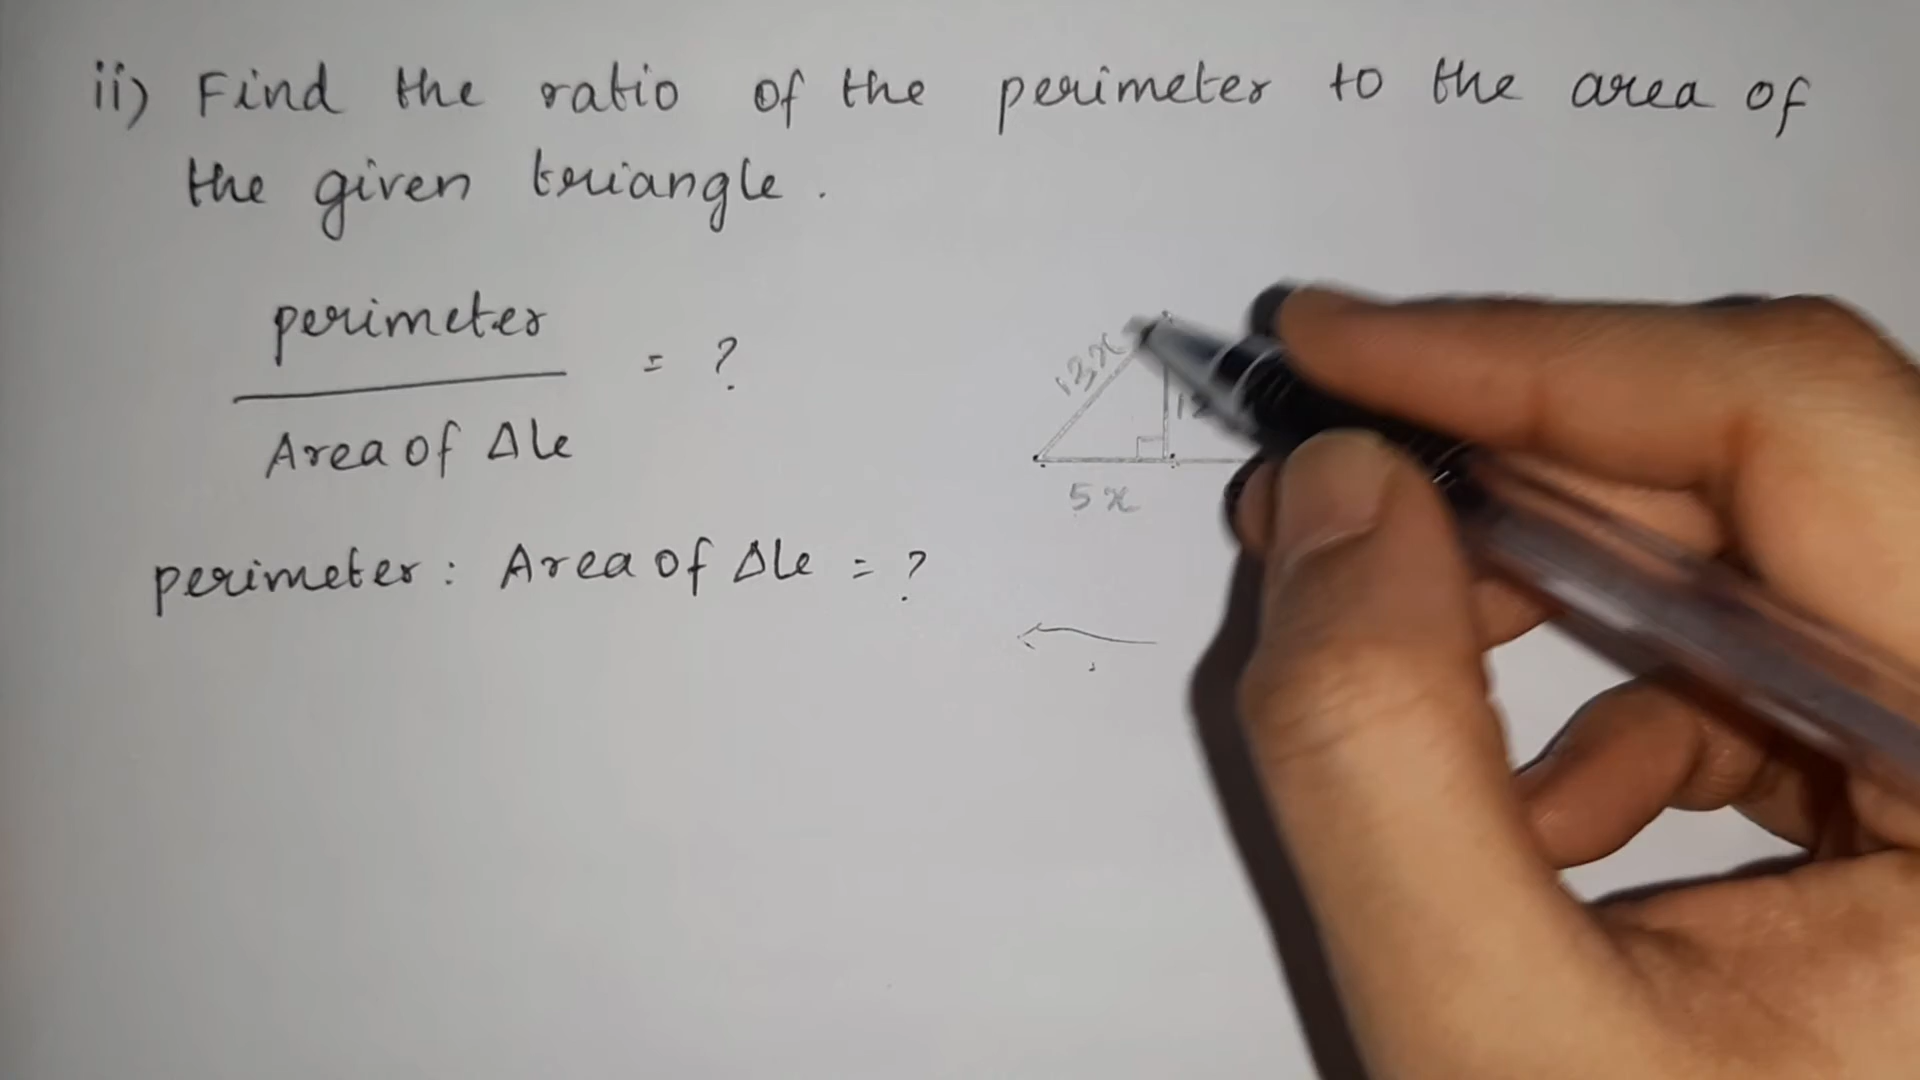 ii) Find the ratio of the perimeter to the area of
the given triangle.
perimeter
= ?
Area of Δle
13x
5x
perimeter: Area of Δle = ?